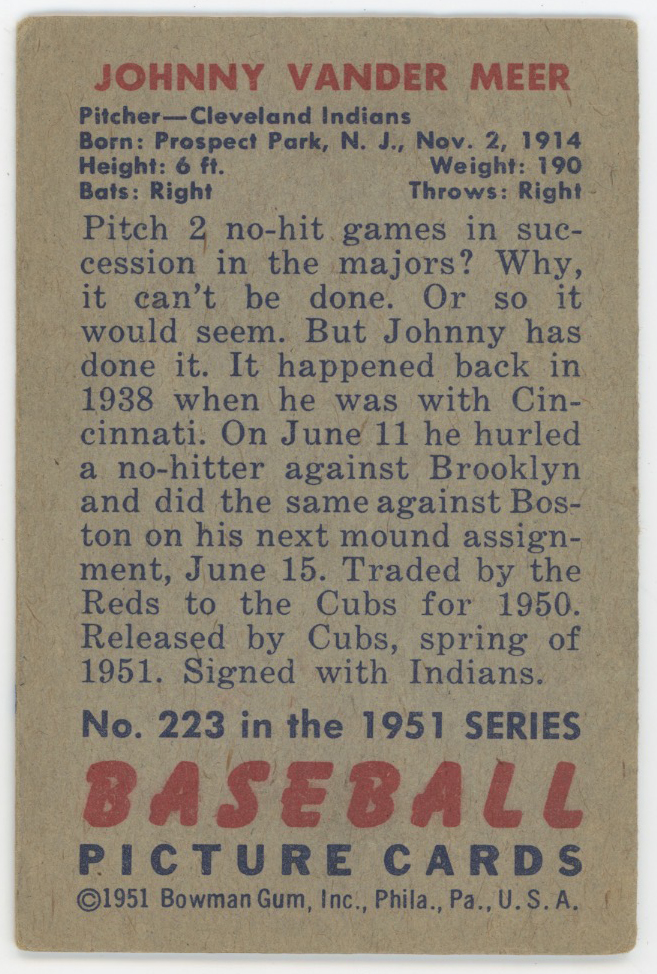 JOHNNY VANDER MEER
Pitcher—Cleveland Indians
Born: Prospect Park, N. J., Nov. 2, 1914
Height: 6 ft. Weight: 190
Bats: Right Throws: Right
Pitch 2 no-hit games in suc-
cession in the majors? Why,
it can't be done. Or so it
would seem. But Johnny has
done it. It happened back in
1938 when he was with Cin-
cinnati. On June 11 he hurled
a no-hitter against Brooklyn
and did the same against Bos-
ton on his next mound assign-
ment, June 15. Traded by the
Reds to the Cubs for 1950.
Released by Cubs, spring of
1951. Signed with Indians.
No. 223 in the 1951 SERIES
BASEBALL
PICTURE CARDS
©1951 Bowman Gum, Inc., Phila., Pa., U. S. A.